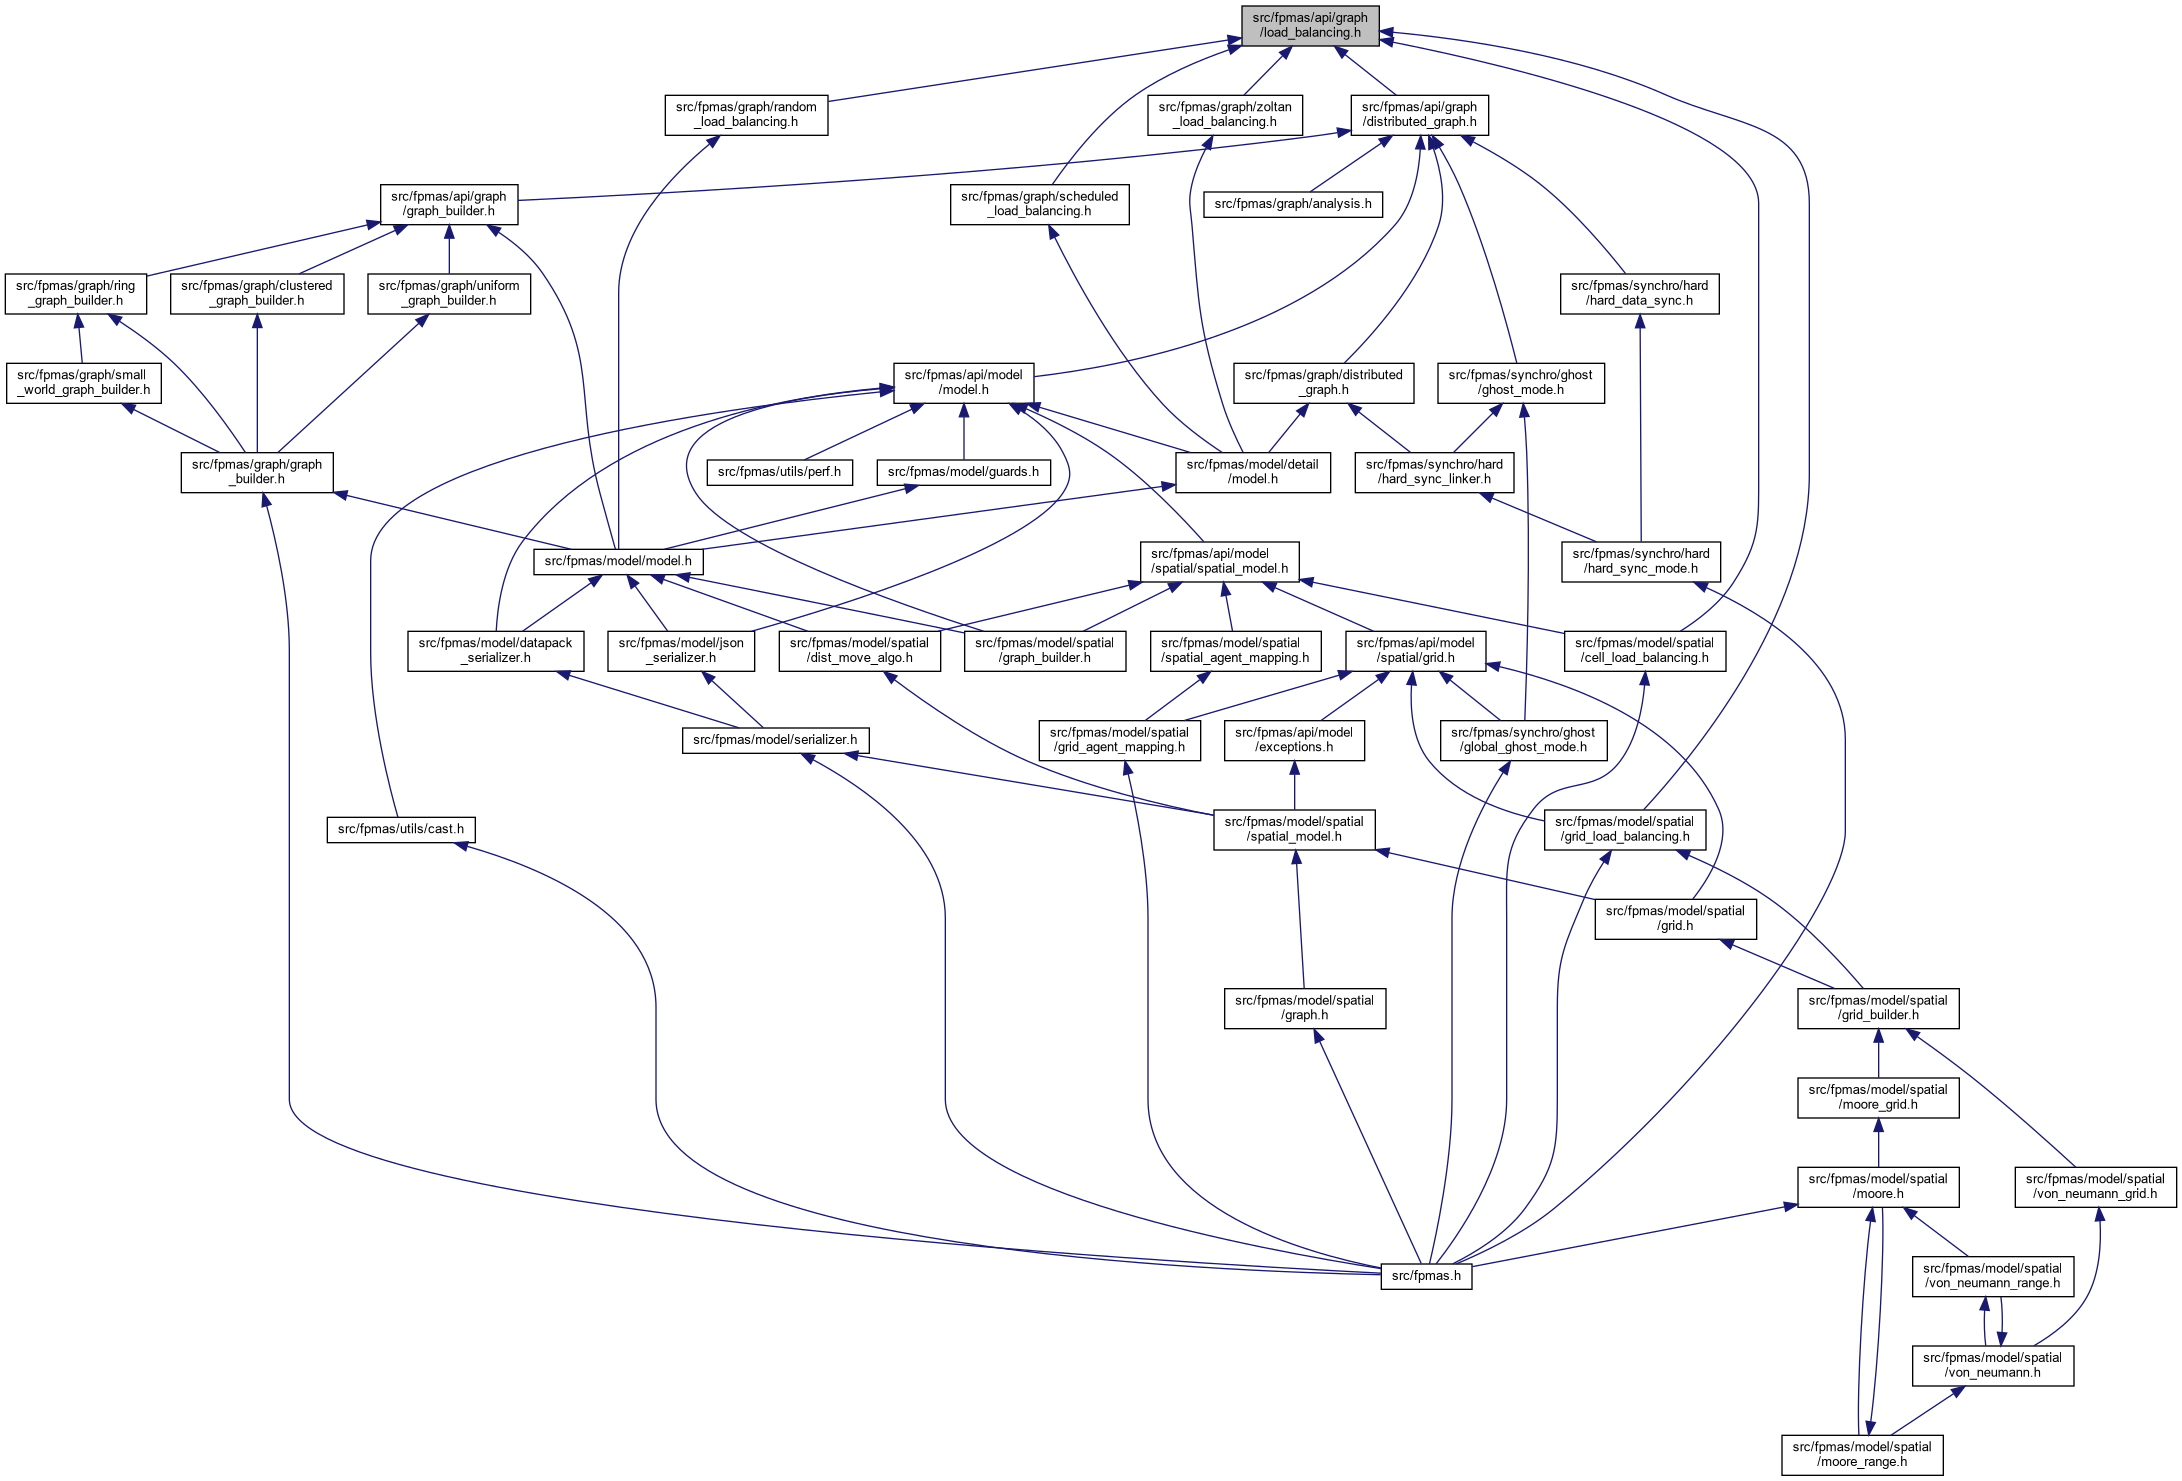 src/fpmas/api/graph
/load_balancing.h
src/fpmas/graph/random
_load_balancing.h
src/fpmas/graph/zoltan
_load_balancing.h
src/fpmas/api/graph
/distributed_graph.h
src/fpmas/api/graph
/graph_builder.h
src/fpmas/graph/scheduled
_load_balancing.h
src/fpmas/graph/analysis.h
src/fpmas/graph/ring
_graph_builder.h
src/fpmas/graph/clustered
_graph_builder.h
src/fpmas/graph/uniform
_graph_builder.h
src/fpmas/synchro/hard
/hard_data_sync.h
src/fpmas/graph/small
_world_graph_builder.h
src/fpmas/api/model
/model.h
src/fpmas/graph/distributed
_graph.h
src/fpmas/synchro/ghost
/ghost_mode.h
src/fpmas/graph/graph
_builder.h
src/fpmas/utils/perf.h
src/fpmas/model/guards.h
src/fpmas/model/detail
/model.h
src/fpmas/synchro/hard
/hard_sync_linker.h
src/fpmas/model/model.h
src/fpmas/api/model
/spatial/spatial_model.h
src/fpmas/synchro/hard
/hard_sync_mode.h
src/fpmas/model/datapack
_serializer.h
src/fpmas/model/json
_serializer.h
src/fpmas/model/spatial
/dist_move_algo.h
src/fpmas/model/spatial
/graph_builder.h
src/fpmas/model/spatial
/spatial_agent_mapping.h
src/fpmas/api/model
/spatial/grid.h
src/fpmas/model/spatial
/cell_load_balancing.h
src/fpmas/model/serializer.h
src/fpmas/model/spatial
/grid_agent_mapping.h
src/fpmas/api/model
/exceptions.h
src/fpmas/synchro/ghost
/global_ghost_mode.h
src/fpmas/utils/cast.h
src/fpmas/model/spatial
/spatial_model.h
src/fpmas/model/spatial
/grid_load_balancing.h
src/fpmas/model/spatial
/grid.h
src/fpmas/model/spatial
/graph.h
src/fpmas/model/spatial
/grid_builder.h
src/fpmas/model/spatial
/moore_grid.h
src/fpmas/model/spatial
/moore.h
src/fpmas/model/spatial
/von_neumann_grid.h
src/fpmas.h
src/fpmas/model/spatial
/von_neumann_range.h
src/fpmas/model/spatial
/von_neumann.h
src/fpmas/model/spatial
/moore_range.h